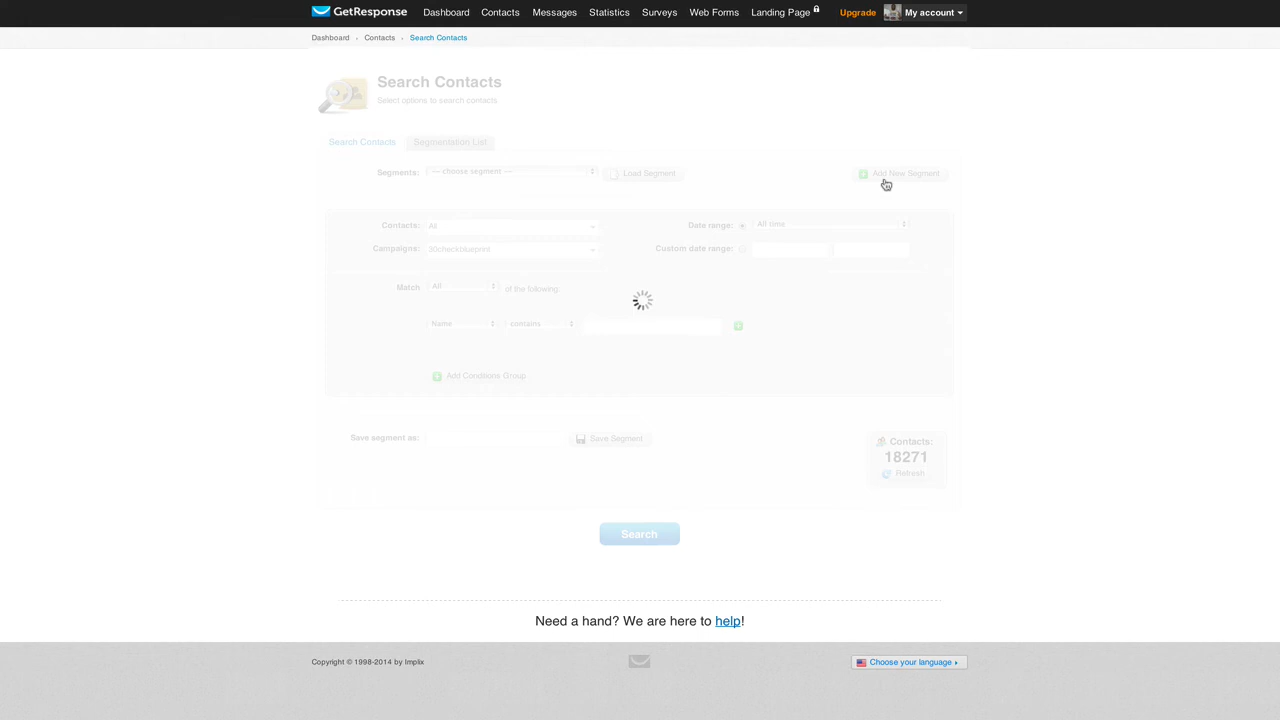 GetResponse Dashboard Contacts Messages Statistics Surveys Web Forms Landing Page Upgrade My account
Dashboard › Contacts › Search Contacts
Search Contacts
Select options to search contacts
Search Contacts Segmentation List
Segments: --- choose segment --- Load Segment Add New Segment
Contacts: All Date range: All time
Campaigns: 30checkblueprint Custom date range:
Match All of the following:
Name contains
Add Conditions Group
Save segment as: Save Segment
Contacts:
18271
Refresh
Search
Need a hand? We are here to help!
Copyright © 1998-2014 by Implix Choose your language